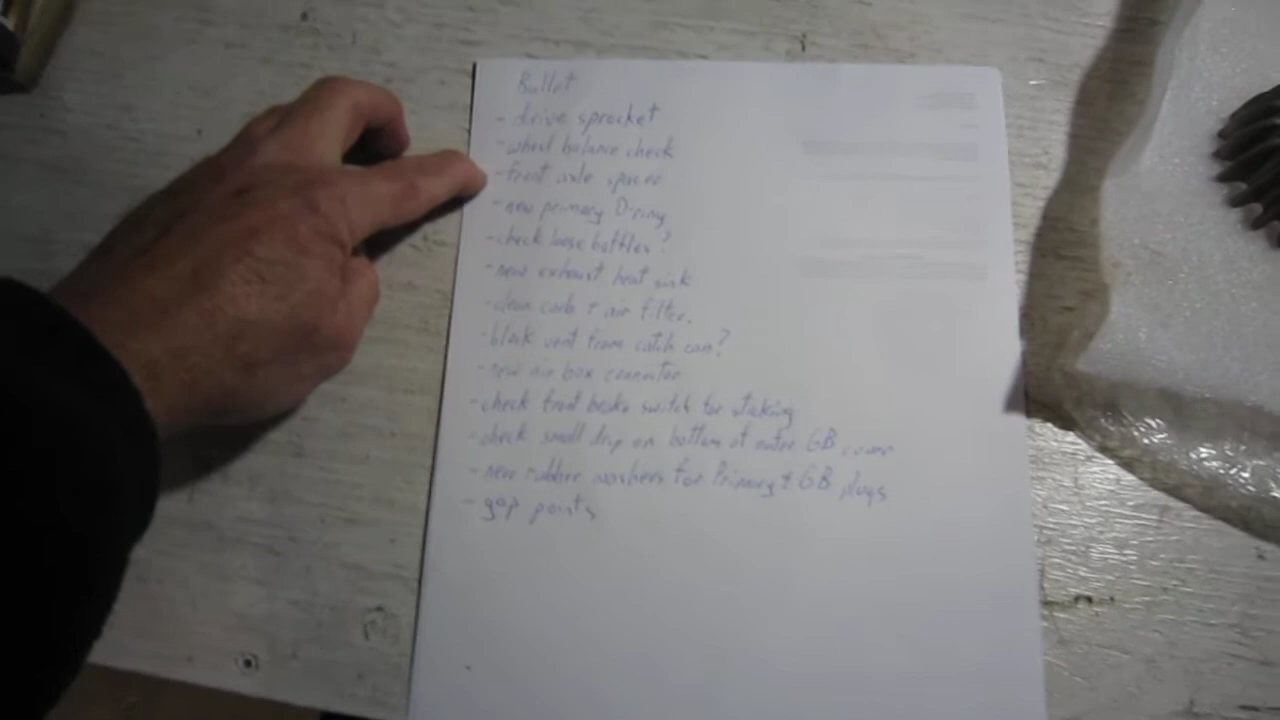 Bullet
- drive sprocket
- wheel balance check
- front axle spacer
- new primary O-ring
- check loose baffles?
- new exhaust heat sink
- clean carb + air filter.
- block vent from catch can?
- new air box connector
- check front brake switch for sticking
- check small drip on bottom of outer GB cover
- new rubber washers for Primary + GB plugs
- gap points